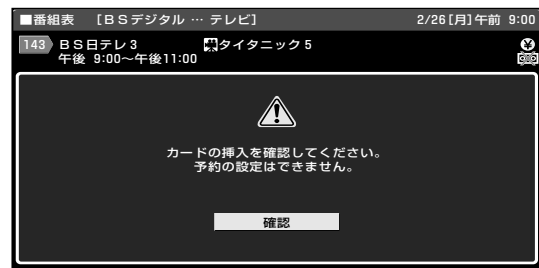 ■番組表 [BSデジタル … テレビ] 2/26[月]午前 9:00
143 BS日テレ3 タイタニック5 ¥
午後 9:00〜午後11:00
カードの挿入を確認してください。
予約の設定はできません。
確認